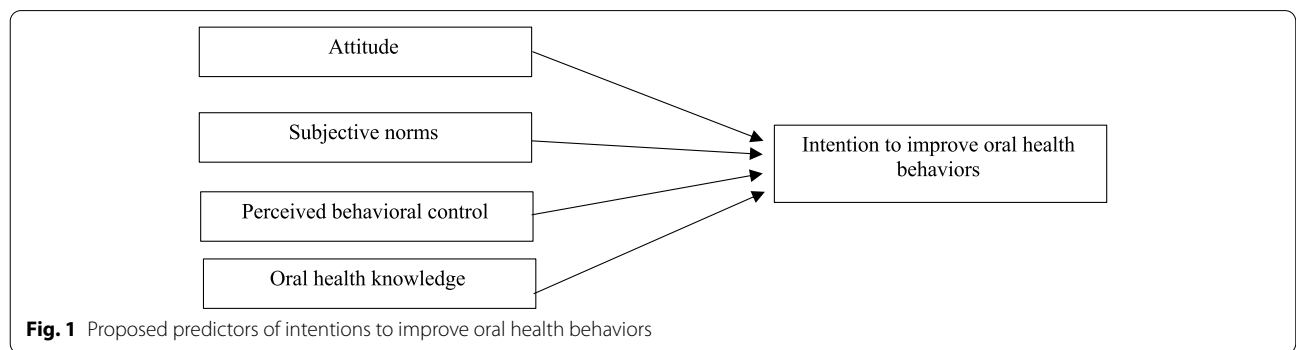 Attitude
Subjective norms
Perceived behavioral control
Oral health knowledge
Intention to improve oral health
behaviors
Fig. 1 Proposed predictors of intentions to improve oral health behaviors